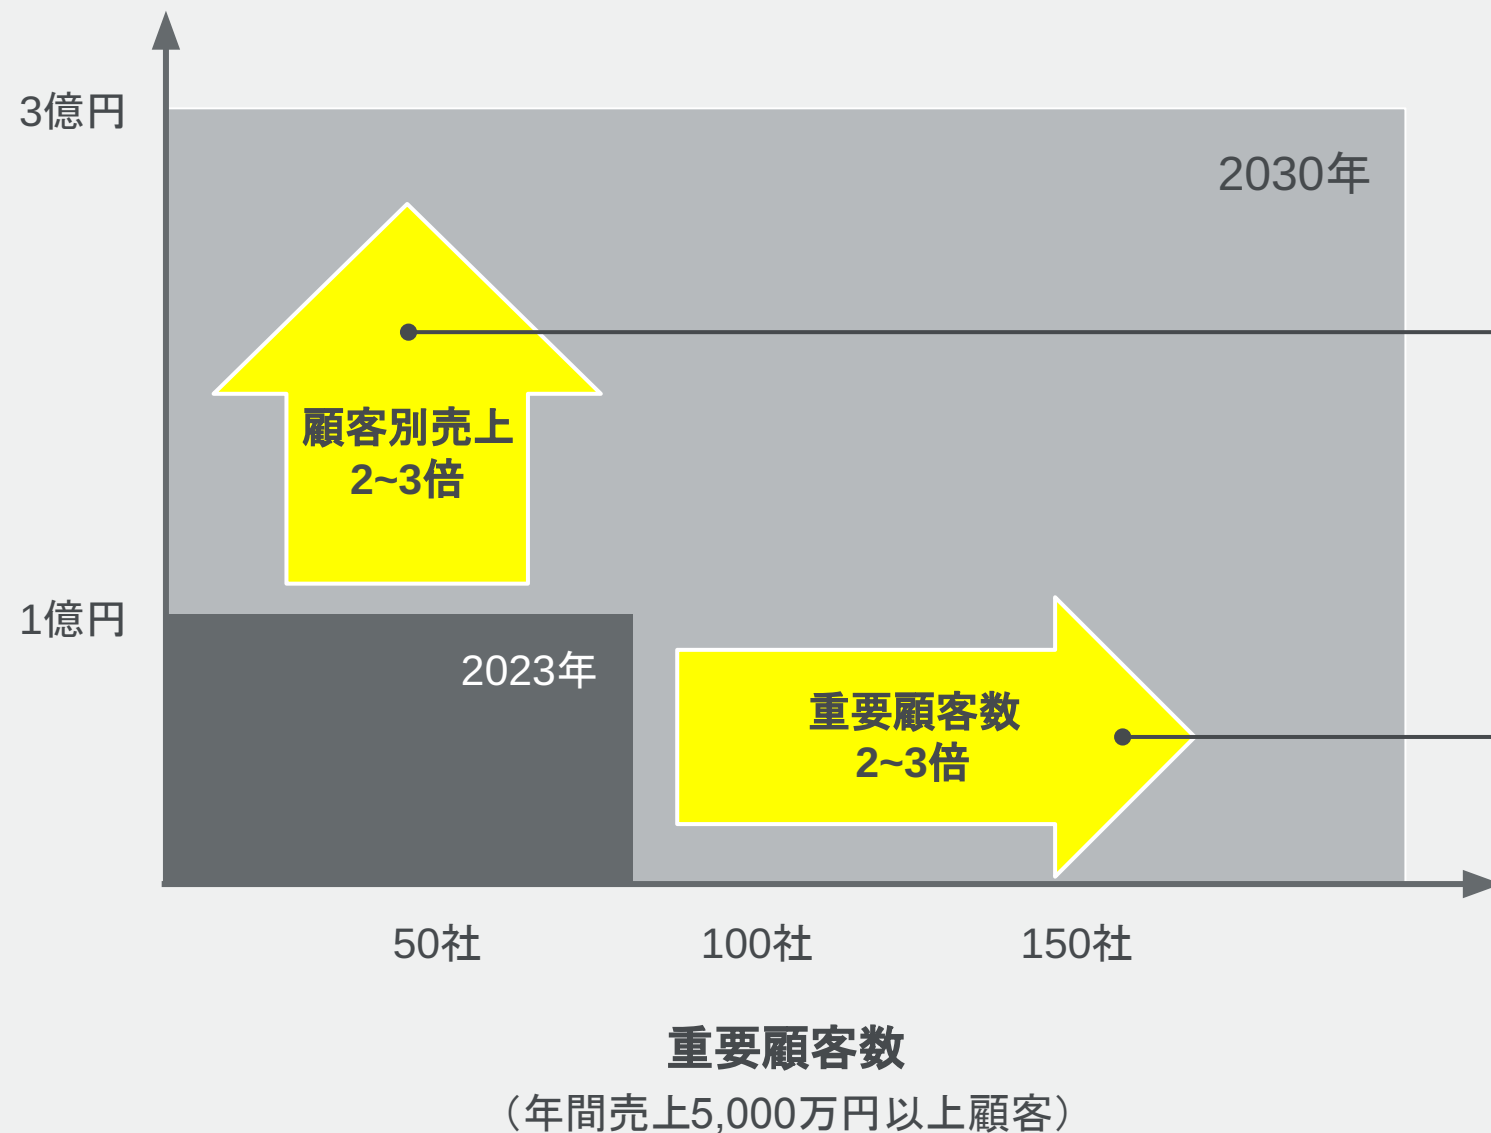 3億円
2030年
顧客別売上
2~3倍
1億円
2023年
重要顧客数
2~3倍
50社
100社
150社
重要顧客数
（年間売上5,000万円以上顧客）